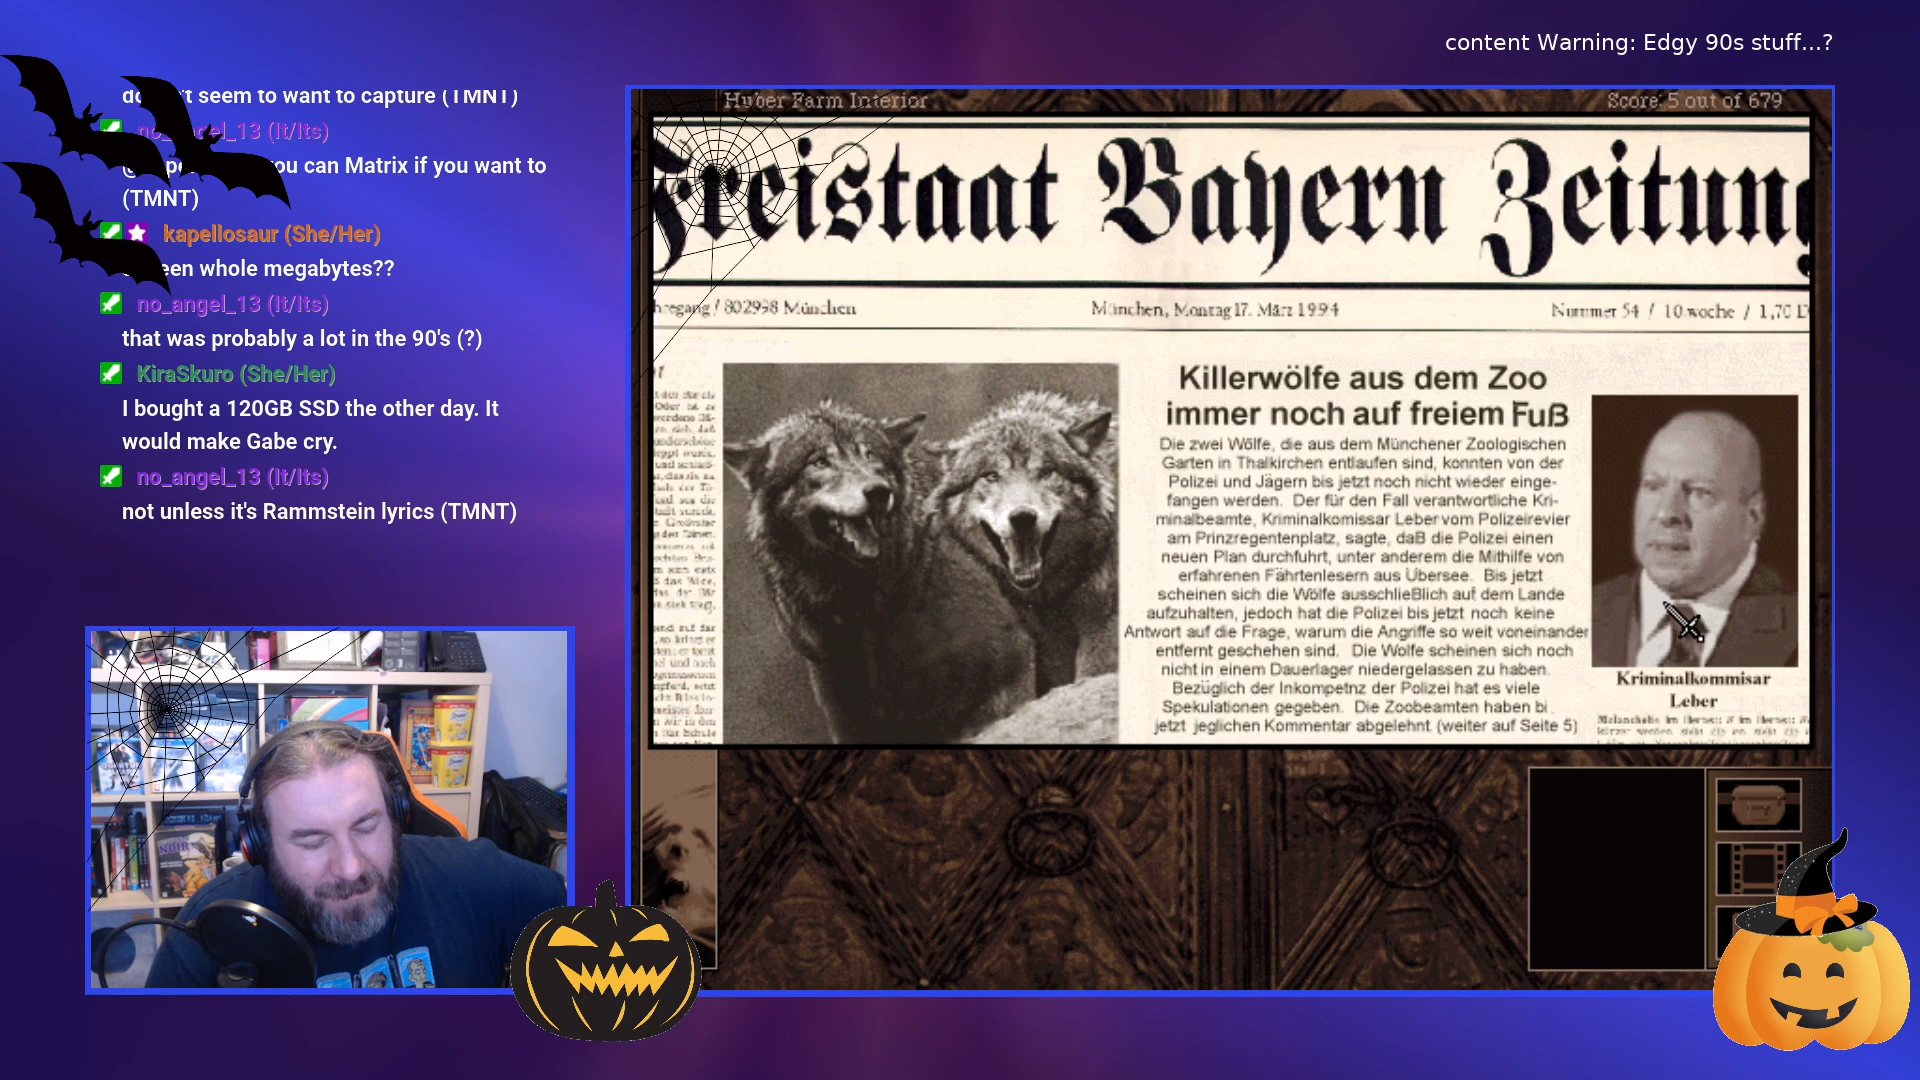 content Warning: Edgy 90s stuff...?
t seem to want to capture (TMNT)
no_angel_13 (It/Its)
you can Matrix if you want to
(TMNT)
kapellosaur (She/Her)
whole megabytes??
no_angel_13 (It/Its)
that was probably a lot in the 90's (?)
KiraSkuro (She/Her)
I bought a 120GB SSD the other day. It
would make Gabe cry.
no_angel_13 (It/Its)
not unless it's Rammstein lyrics (TMNT)
Huber Farm Interior
Score: 5 out of 679
Freistaat Bayern Zeitung
/ 802998 München
München, Montag 17. März 1994
Nummer 54 / 10 woche / 1,70 D
Killerwölfe aus dem Zoo
immer noch auf freiem Fuß
Die zwei Wölfe, die aus dem Münchener Zoologischen
Garten in Thalkirchen entlaufen sind, konnten von der
Polizei und Jägern bis jetzt noch nicht wieder einge-
fangen werden. Der für den Fall verantwortliche Kri-
minalbeamte, Kriminalkomissar Leber vom Polizeirevier
am Prinzregentenplatz, sagte, daß die Polizei einen
neuen Plan durchführt, unter anderem die Mithilfe von
erfahrenen Fährtenlesern aus Übersee. Bis jetzt
scheinen sich die Wölfe ausschließlich auf dem Lande
aufzuhalten, jedoch hat die Polizei bis jetzt noch keine
Antwort auf die Frage, warum die Angriffe so weit voneinander
entfernt geschehen sind. Die Wölfe scheinen sich noch
nicht in einem Dauerlager niedergelassen zu haben.
Bezüglich der Inkompetnz der Polizei hat es viele
Spekulationen gegeben. Die Zoobeamten haben bi
jetzt jeglichen Kommentar abgelehnt (weiter auf Seite 5)
Kriminalkommisar
Leber
NOIR